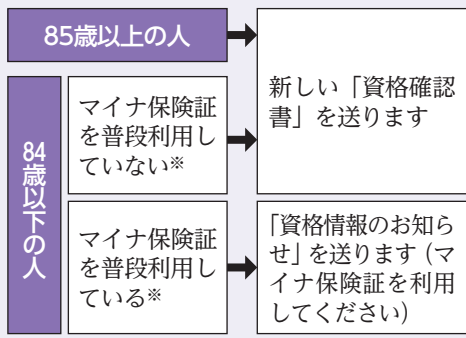 85歳以上の人
新しい「資格確認
書」を送ります
84歳以下の人
マイナ保険証
を普段利用し
ていない※
マイナ保険証
を普段利用し
ている※
「資格情報のお知ら
せ」を送ります（マ
イナ保険証を利用
してください）